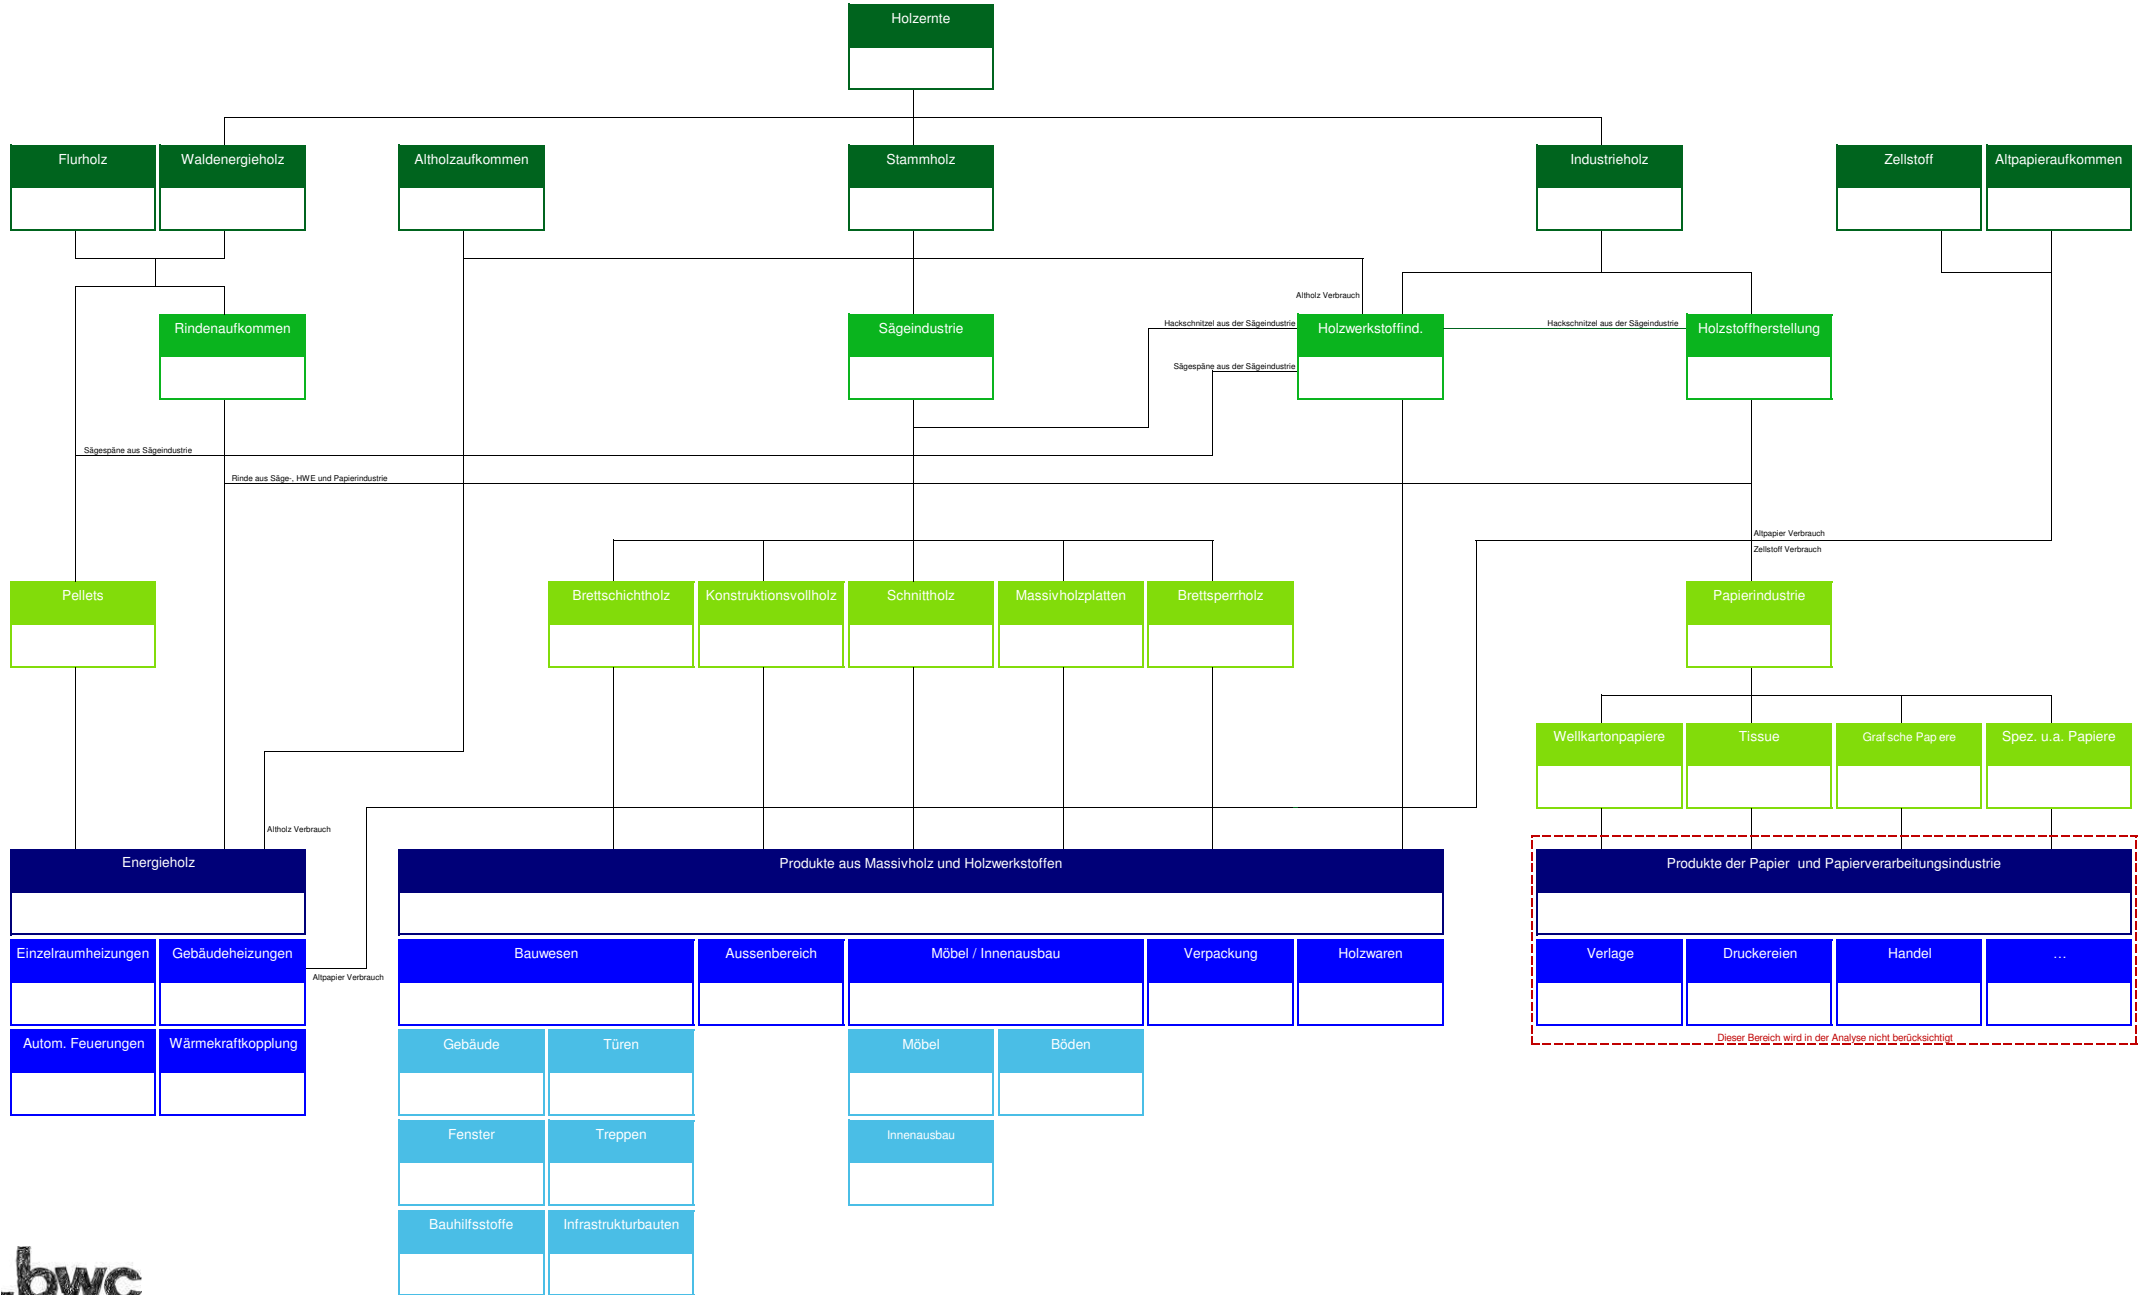 Holzernte
Flurholz
Waldenergieholz
Altholzaufkommen
Stammholz
Industrieholz
Zellstoff
Altpapieraufkommen
Altholz Verbrauch
Rindenaufkommen
Sägeindustrie
Hackschnitzel aus der Sägeindustrie
Holzwerkstoffind.
Hackschnitzel aus der Sägeindustrie
Holzstoffherstellung
Sägespäne aus der Sägeindustrie
Sägespäne aus Sägeindustrie
Rinde aus Säge-, HWE und Papierindustrie
Altpapier Verbrauch
Zellstoff Verbrauch
Pellets
Brettschichtholz
Konstruktionsvollholz
Schnittholz
Massivholzplatten
Brettsperrholz
Papierindustrie
Wellkartonpapiere
Tissue
Graf sche Pap ere
Spez. u.a. Papiere
Altholz Verbrauch
Energieholz
Produkte aus Massivholz und Holzwerkstoffen
Produkte der Papier und Papierverarbeitungsindustrie
Einzelraumheizungen
Gebäudeheizungen
Altpapier Verbrauch
Bauwesen
Aussenbereich
Möbel / Innenausbau
Verpackung
Holzwaren
Verlage
Druckereien
Handel
...
Dieser Bereich wird in der Analyse nicht berücksichtigt
Autom. Feuerungen
Wärmekraftkopplung
Gebäude
Türen
Möbel
Böden
Fenster
Treppen
Innenausbau
Bauhilfsstoffe
Infrastrukturbauten
bwc